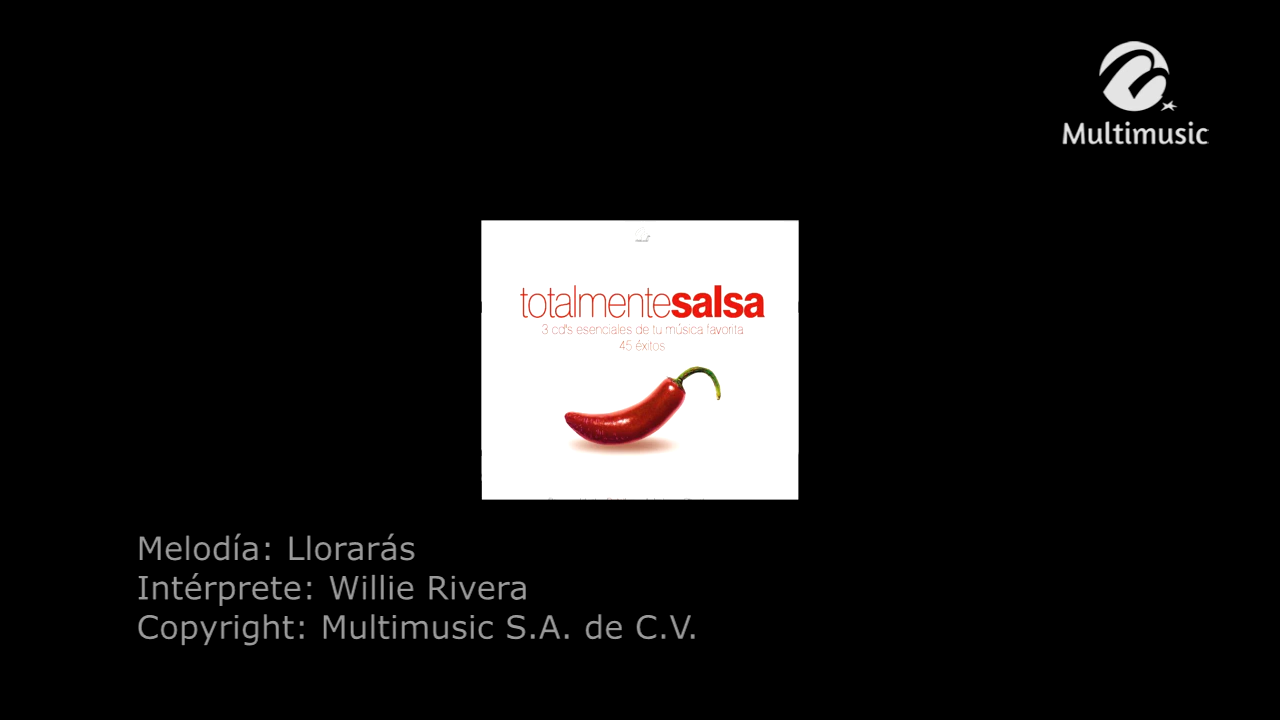 Multimusic
totalmentesalsa
3 cd's esenciales de tu música favorita
45 éxitos
Melodía: Llorarás
Intérprete: Willie Rivera
Copyright: Multimusic S.A. de C.V.